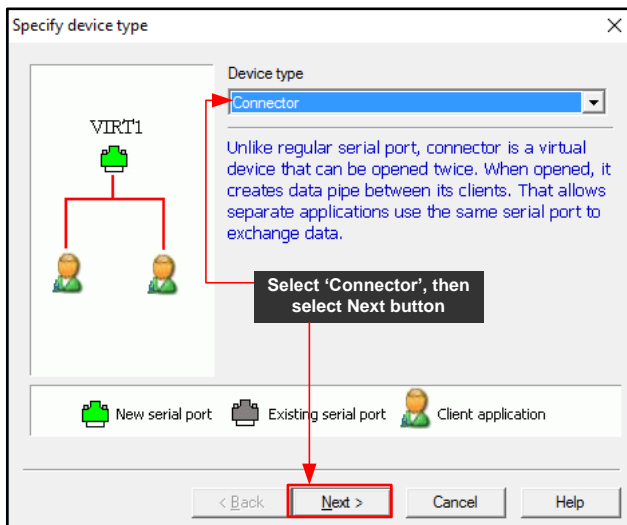 Specify device type
Device type
Connector
VIRT1
Unlike regular serial port, connector is a virtual
device that can be opened twice. When opened, it
creates data pipe between its clients. That allows
separate applications use the same serial port to
exchange data.
Select ‘Connector’, then
select Next button
New serial port
Existing serial port
Client application
< Back
Next >
Cancel
Help